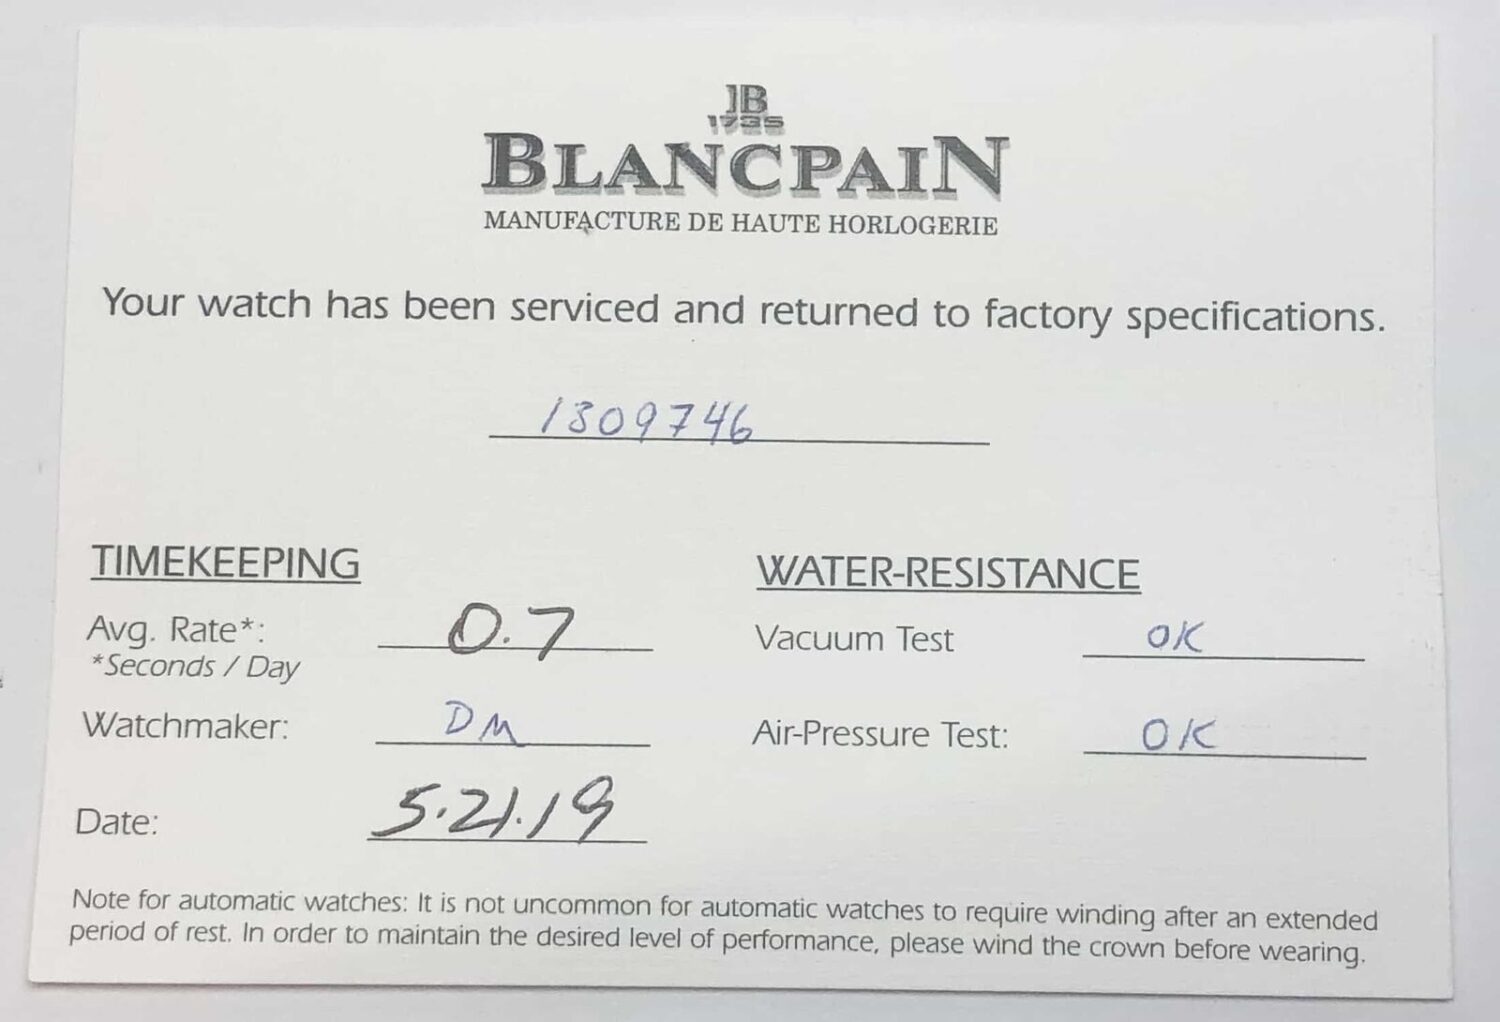 JB
1735
BLANCPAIN
MANUFACTURE DE HAUTE HORLOGERIE
Your watch has been serviced and returned to factory specifications.
1309746
TIMEKEEPING
Avg. Rate*: 0.7
*Seconds / Day
Watchmaker: DM
Date: 5.21.19
WATER-RESISTANCE
Vacuum Test OK
Air-Pressure Test: OK
Note for automatic watches: It is not uncommon for automatic watches to require winding after an extended
period of rest. In order to maintain the desired level of performance, please wind the crown before wearing.